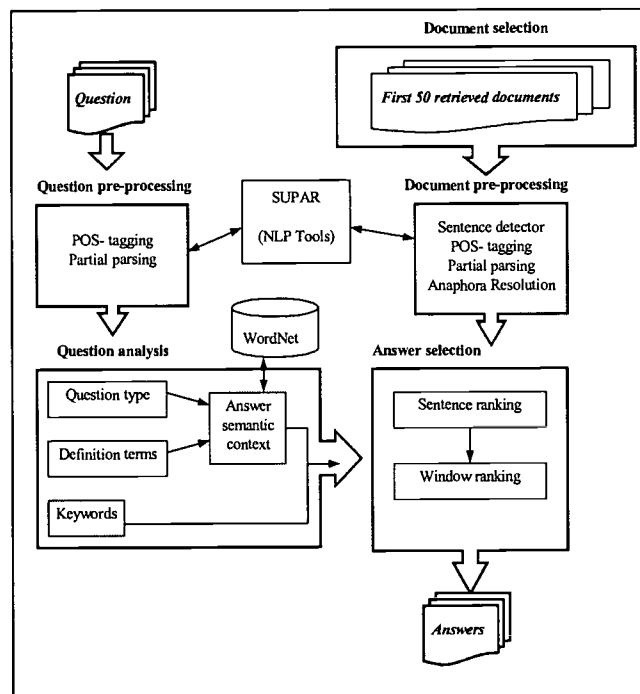 Document selection
Question
First 50 retrieved documents
Question pre-processing
Document pre-processing
SUPAR
(NLP Tools)
POS- tagging
Partial parsing
Sentence detector
POS- tagging
Partial parsing
Anaphora Resolution
WordNet
Question analysis
Answer selection
Question type
Answer
semantic
context
Definition terms
Keywords
Sentence ranking
Window ranking
Answers